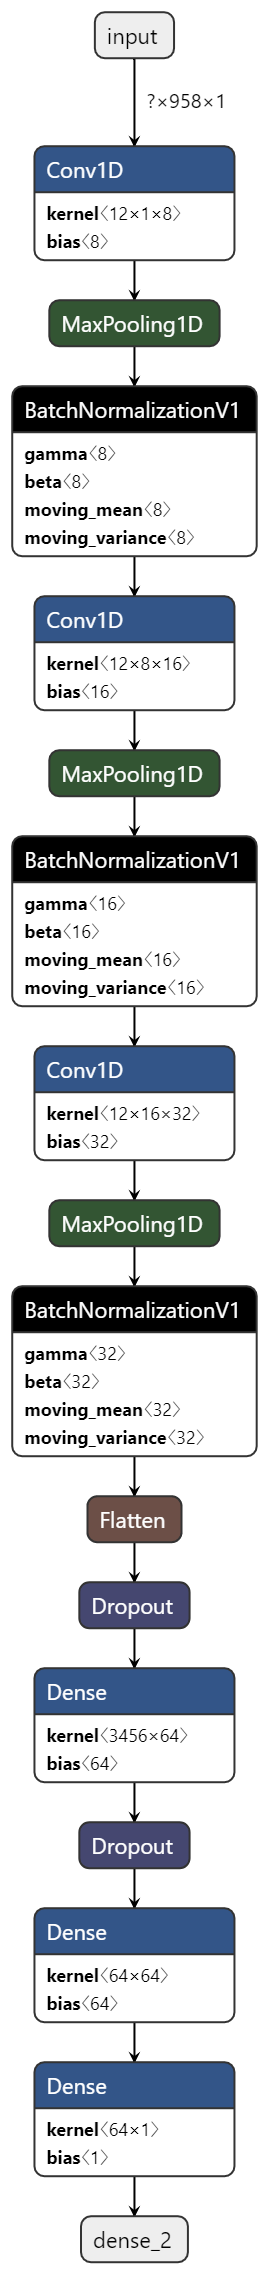 input
?×958×1
Conv1D
kernel⟨12×1×8⟩
bias⟨8⟩
MaxPooling1D
BatchNormalizationV1
gamma⟨8⟩
beta⟨8⟩
moving_mean⟨8⟩
moving_variance⟨8⟩
Conv1D
kernel⟨12×8×16⟩
bias⟨16⟩
MaxPooling1D
BatchNormalizationV1
gamma⟨16⟩
beta⟨16⟩
moving_mean⟨16⟩
moving_variance⟨16⟩
Conv1D
kernel⟨12×16×32⟩
bias⟨32⟩
MaxPooling1D
BatchNormalizationV1
gamma⟨32⟩
beta⟨32⟩
moving_mean⟨32⟩
moving_variance⟨32⟩
Flatten
Dropout
Dense
kernel⟨3456×64⟩
bias⟨64⟩
Dropout
Dense
kernel⟨64×64⟩
bias⟨64⟩
Dense
kernel⟨64×1⟩
bias⟨1⟩
dense_2